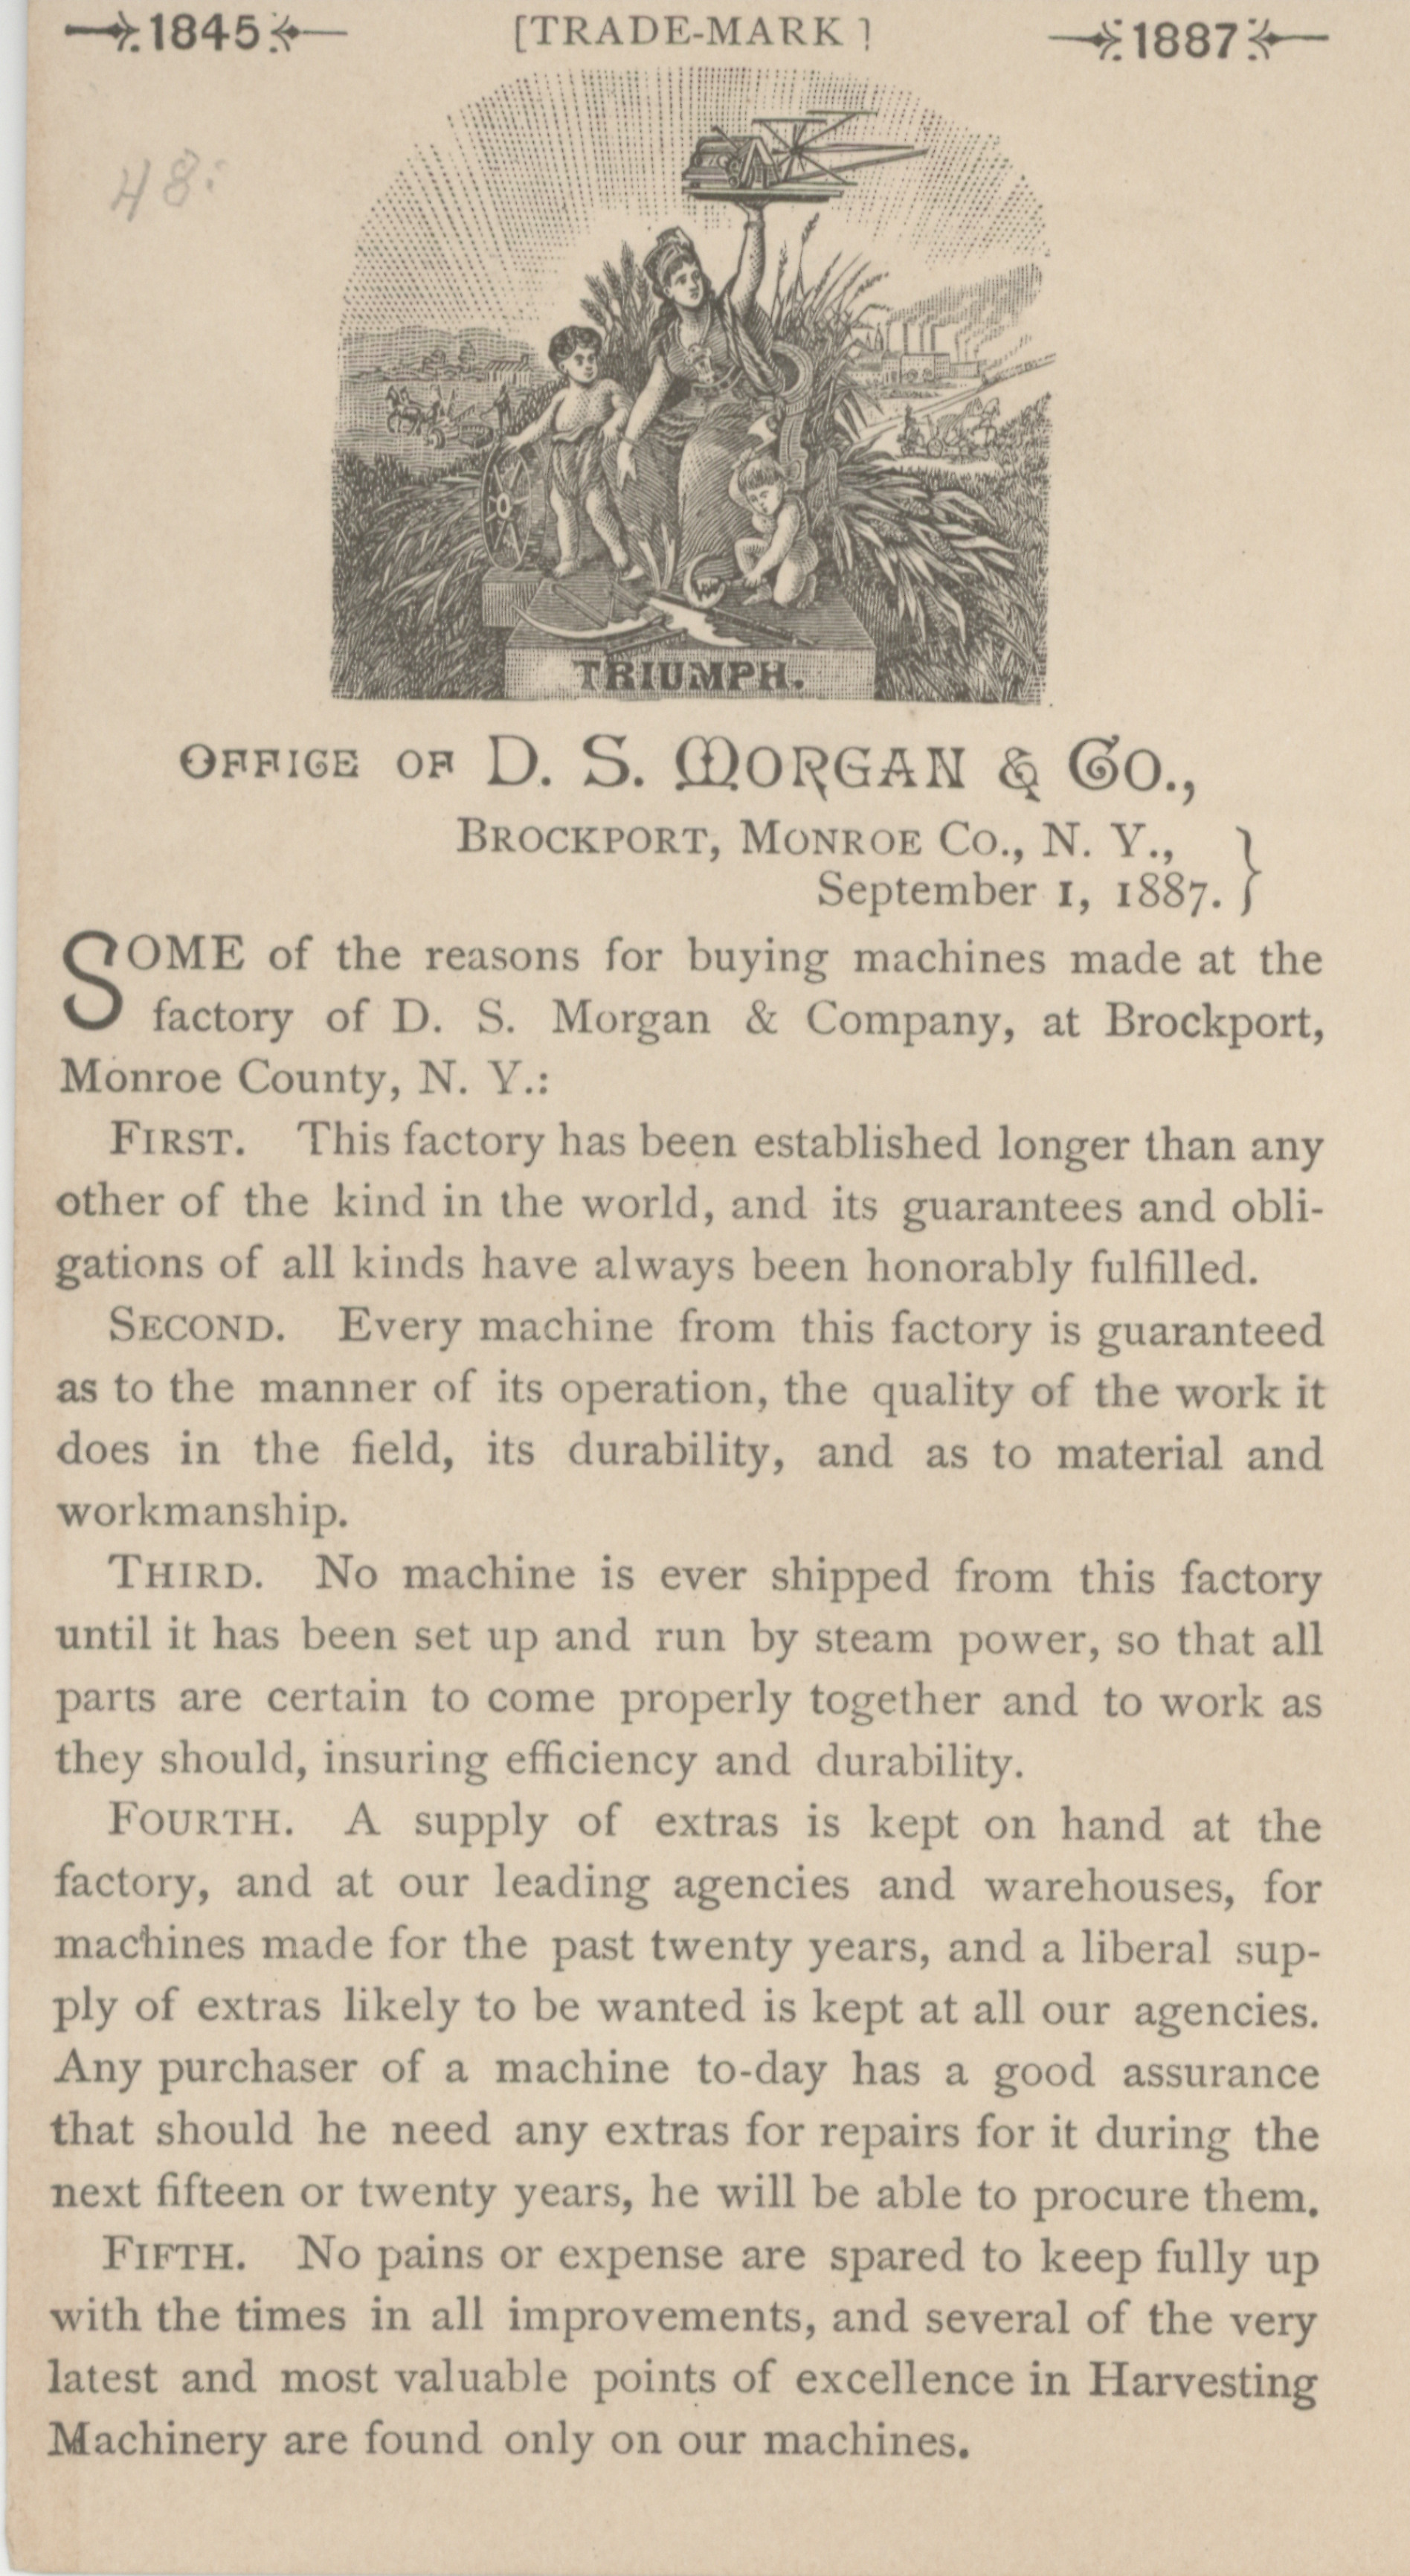 1845 [TRADE-MARK] 1887
48:
TRIUMPH.
OFFICE OF D. S. MORGAN & CO.,
BROCKPORT, MONROE CO., N. Y., }
September 1, 1887.
SOME of the reasons for buying machines made at the
factory of D. S. Morgan & Company, at Brockport,
Monroe County, N. Y.:
FIRST. This factory has been established longer than any
other of the kind in the world, and its guarantees and obli-
gations of all kinds have always been honorably fulfilled.
SECOND. Every machine from this factory is guaranteed
as to the manner of its operation, the quality of the work it
does in the field, its durability, and as to material and
workmanship.
THIRD. No machine is ever shipped from this factory
until it has been set up and run by steam power, so that all
parts are certain to come properly together and to work as
they should, insuring efficiency and durability.
FOURTH. A supply of extras is kept on hand at the
factory, and at our leading agencies and warehouses, for
machines made for the past twenty years, and a liberal sup-
ply of extras likely to be wanted is kept at all our agencies.
Any purchaser of a machine to-day has a good assurance
that should he need any extras for repairs for it during the
next fifteen or twenty years, he will be able to procure them.
FIFTH. No pains or expense are spared to keep fully up
with the times in all improvements, and several of the very
latest and most valuable points of excellence in Harvesting
Machinery are found only on our machines.